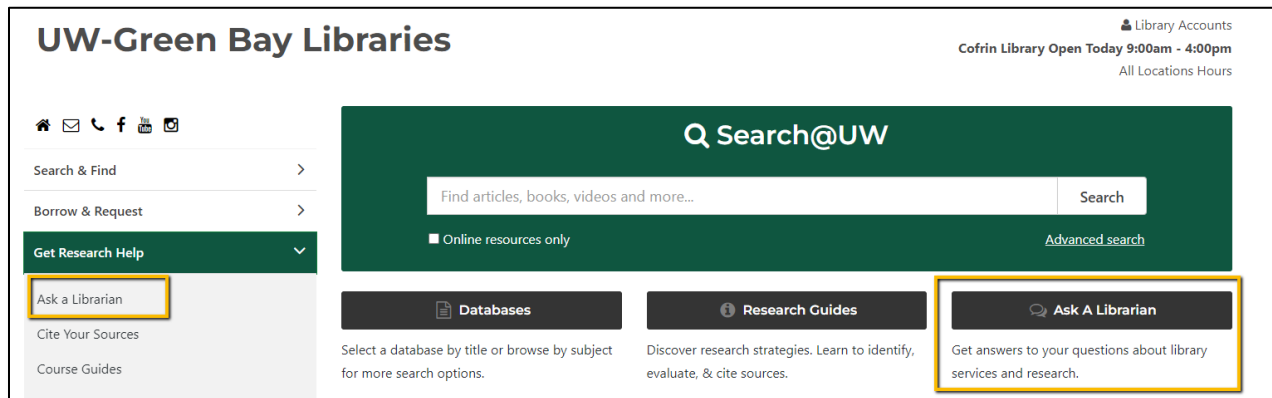 UW-Green Bay Libraries
Library Accounts
Cofrin Library Open Today 9:00am - 4:00pm
All Locations Hours
You Tube
Search & Find
Borrow & Request
Get Research Help
Ask a Librarian
Cite Your Sources
Course Guides
Search@UW
Find articles, books, videos and more...
Search
Online resources only
Advanced search
Databases
Select a database by title or browse by subject
for more search options.
Research Guides
Discover research strategies. Learn to identify,
evaluate, & cite sources.
Ask A Librarian
Get answers to your questions about library
services and research.